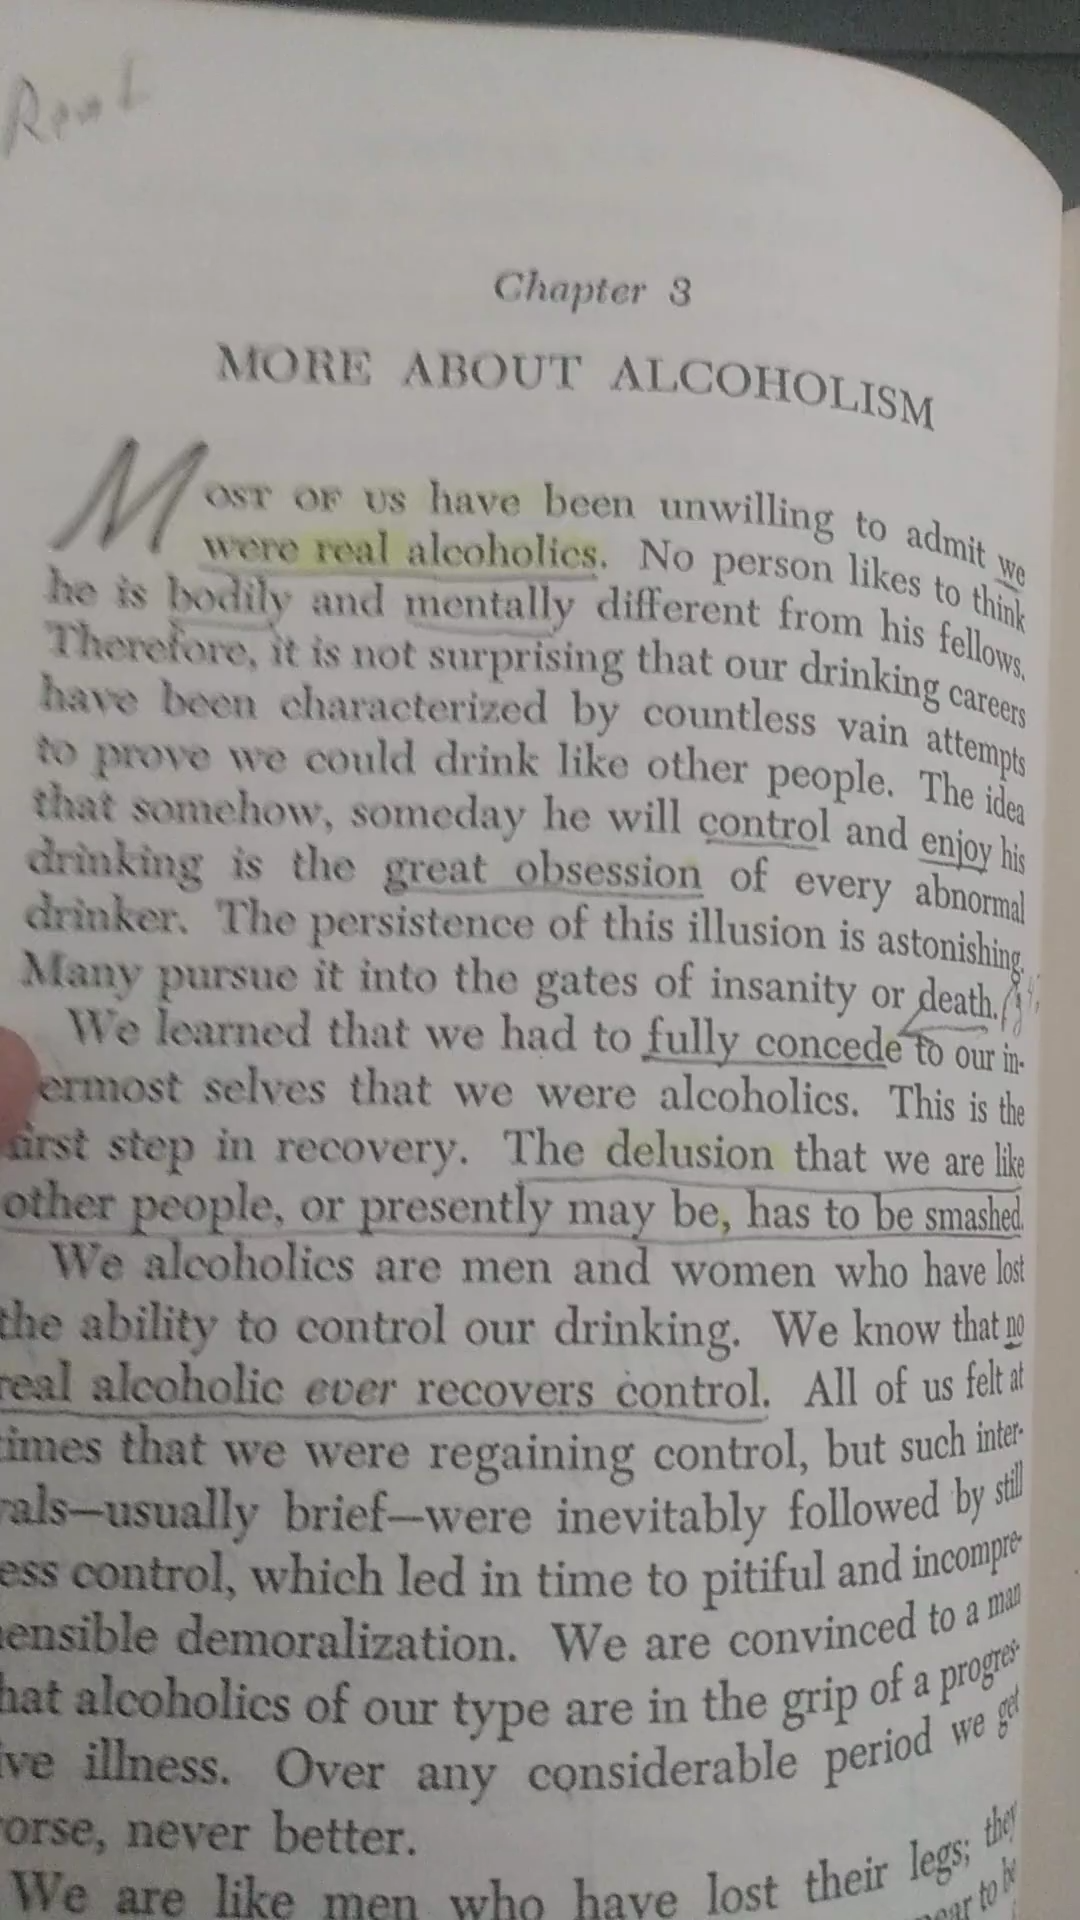 Chapter 3
MORE ABOUT ALCOHOLISM
MOST OF US have been unwilling to admit we
were real alcoholics. No person likes to think
he is bodily and mentally different from his fellows.
Therefore, it is not surprising that our drinking careers
have been characterized by countless vain attempts
to prove we could drink like other people. The idea
that somehow, someday he will control and enjoy his
drinking is the great obsession of every abnormal
drinker. The persistence of this illusion is astonishing.
Many pursue it into the gates of insanity or death.
We learned that we had to fully concede to our in-
ermost selves that we were alcoholics. This is the
first step in recovery. The delusion that we are like
other people, or presently may be, has to be smashed.
We alcoholics are men and women who have lost
the ability to control our drinking. We know that no
real alcoholic ever recovers control. All of us felt at
times that we were regaining control, but such inter-
vals—usually brief—were inevitably followed by still
ess control, which led in time to pitiful and incompre-
ensible demoralization. We are convinced to a man
hat alcoholics of our type are in the grip of a progres-
ive illness. Over any considerable period we get
orse, never better.
We are like men who have lost their legs; they
ear to be